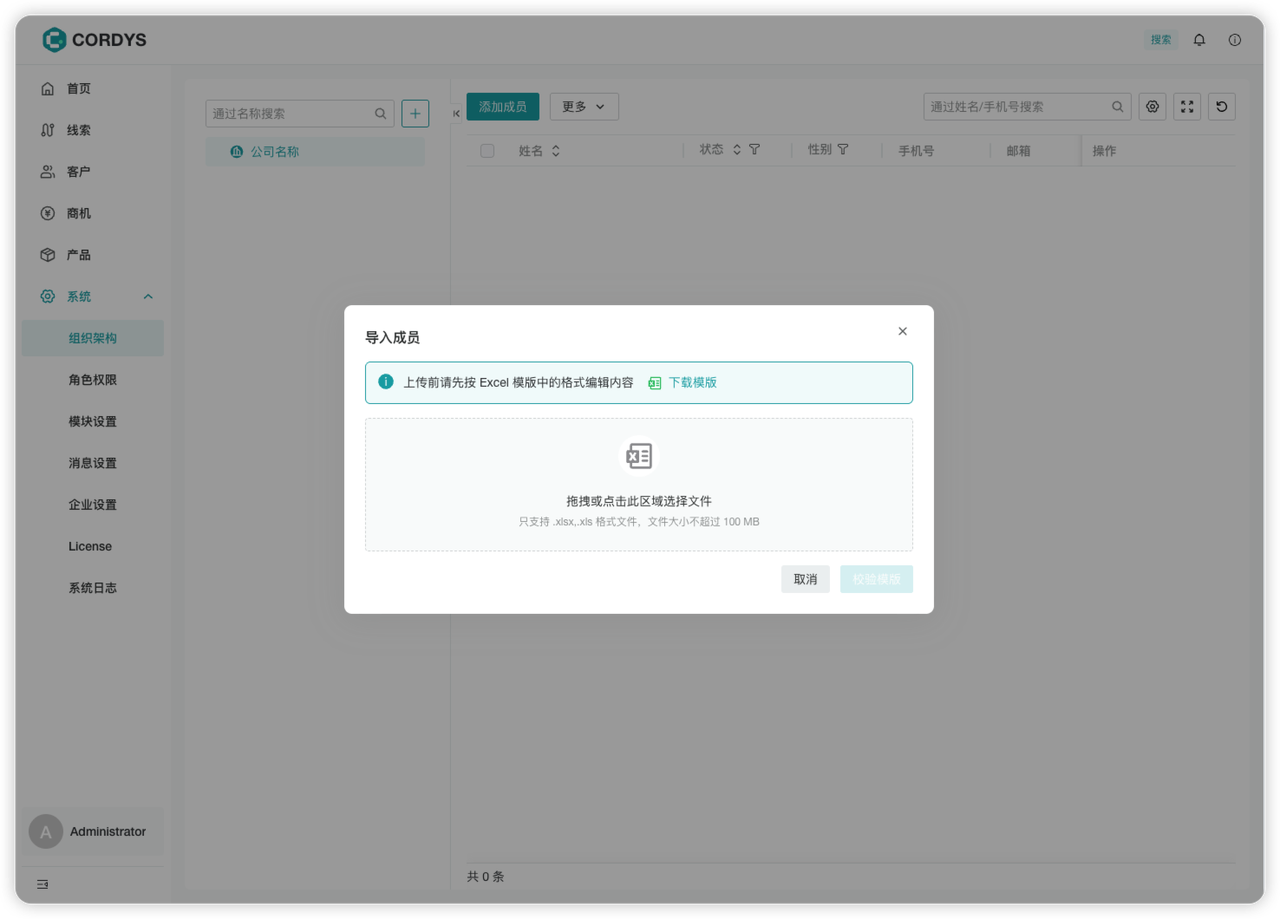 CORDYS
搜索
首页
线索
客户
商机
产品
系统
组织架构
角色权限
模块设置
消息设置
企业设置
License
系统日志
A
Administrator
通过名称搜索
公司名称
添加成员
更多
通过姓名/手机号搜索
姓名 状态 性别 手机号 邮箱 操作
导入成员
上传前请先按 Excel 模版中的格式编辑内容 下载模版
拖拽或点击此区域选择文件
只支持 .xlsx,.xls 格式文件，文件大小不超过 100 MB
取消
校验模版
共 0 条